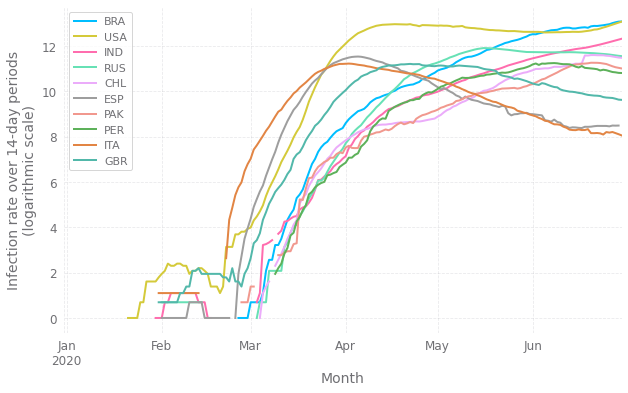 Infection rate over 14-day periods
(logarithmic scale)
12
10
8
6
4
2
0
BRA
USA
IND
RUS
CHL
ESP
PAK
PER
ITA
GBR
Jan
2020
Feb
Mar
Apr
May
Jun
Month